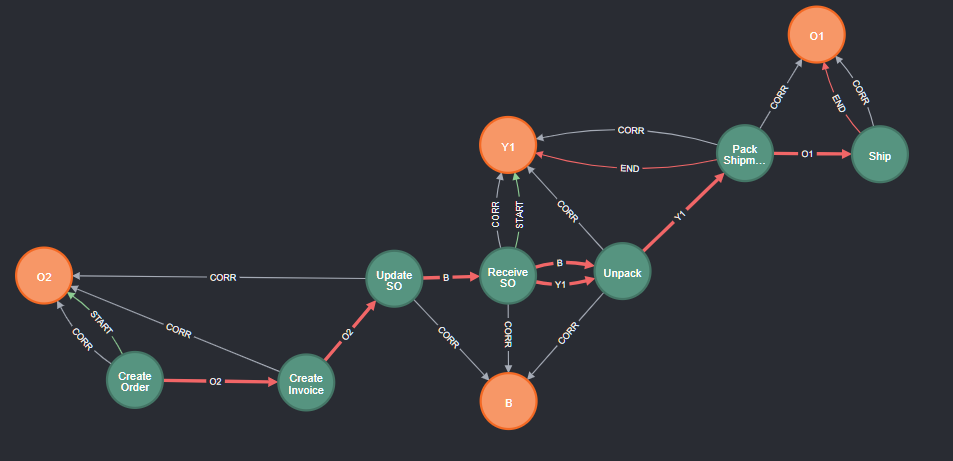 O1
CORR
CORR
END
Y1
CORR
Pack
Shipm...
O1
Ship
END
CORR
START
CORR
Y1
O2
CORR
Update
SO
B
Receive
SO
B
Y1
Unpack
START
CORR
CORR
O2
CORR
CORR
CORR
Create
Order
O2
Create
Invoice
B